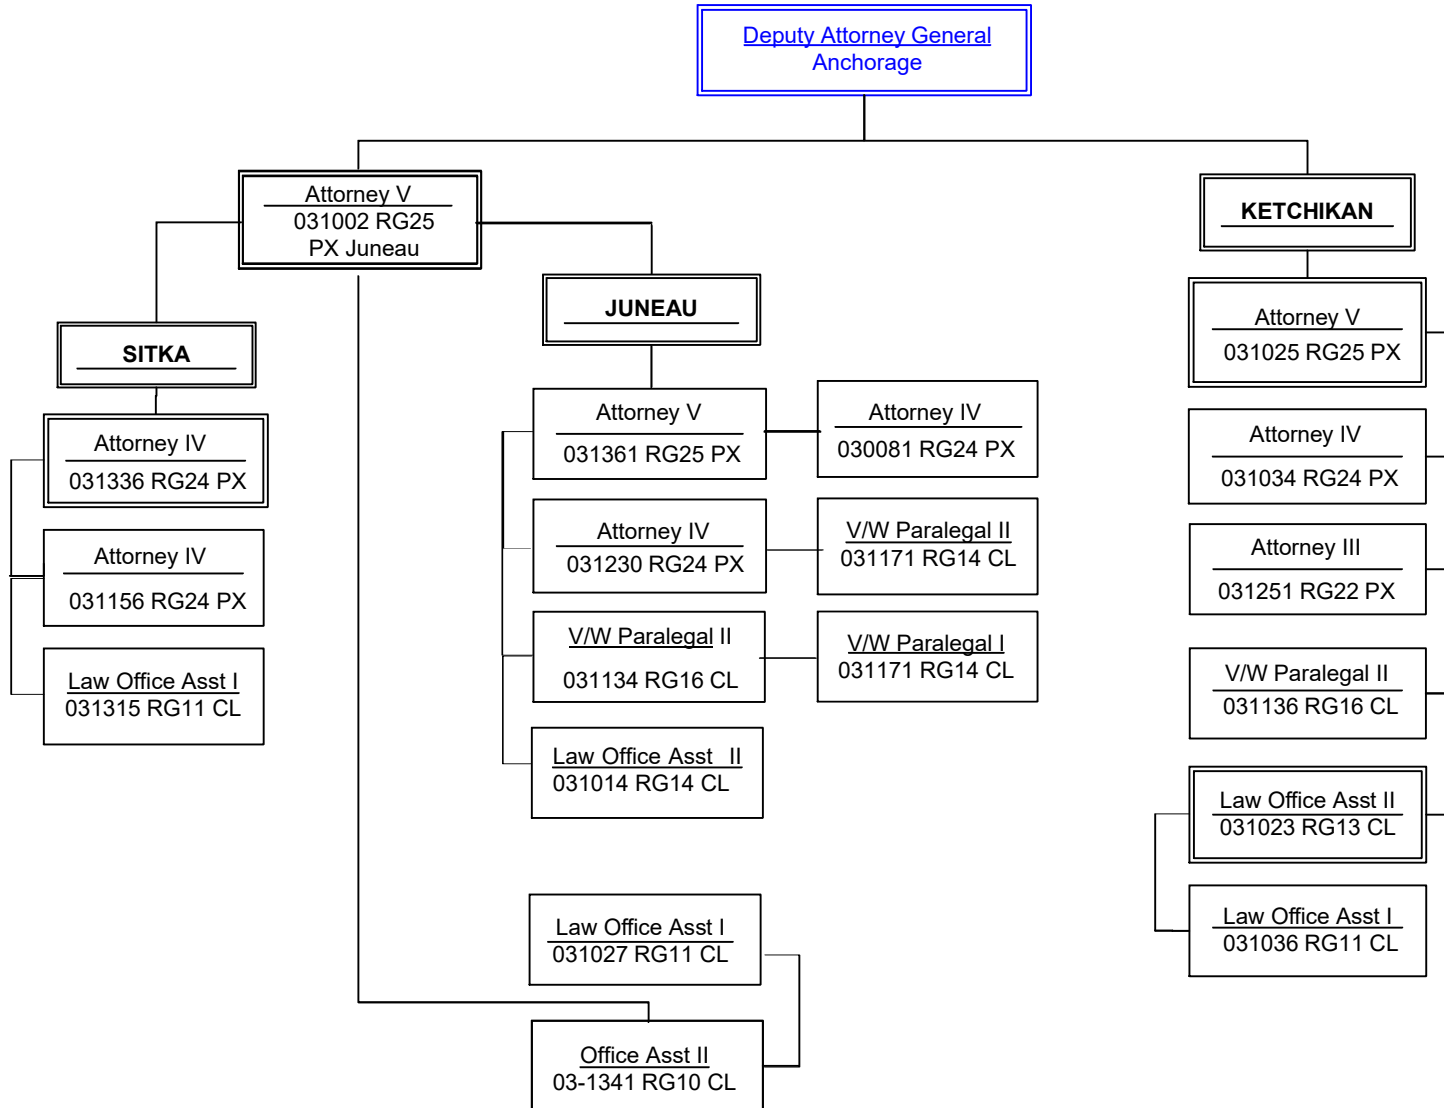 Deputy Attorney General
Anchorage
Attorney V
031002 RG25
PX Juneau
SITKA
Attorney IV
031336 RG24 PX
Attorney IV
031156 RG24 PX
Law Office Asst I
031315 RG11 CL
JUNEAU
Attorney V
031361 RG25 PX
Attorney IV
030081 RG24 PX
Attorney IV
031230 RG24 PX
V/W Paralegal II
031171 RG14 CL
V/W Paralegal II
031134 RG16 CL
V/W Paralegal I
031171 RG14 CL
Law Office Asst II
031014 RG14 CL
Law Office Asst I
031027 RG11 CL
Office Asst II
03-1341 RG10 CL
KETCHIKAN
Attorney V
031025 RG25 PX
Attorney IV
031034 RG24 PX
Attorney III
031251 RG22 PX
V/W Paralegal II
031136 RG16 CL
Law Office Asst II
031023 RG13 CL
Law Office Asst I
031036 RG11 CL